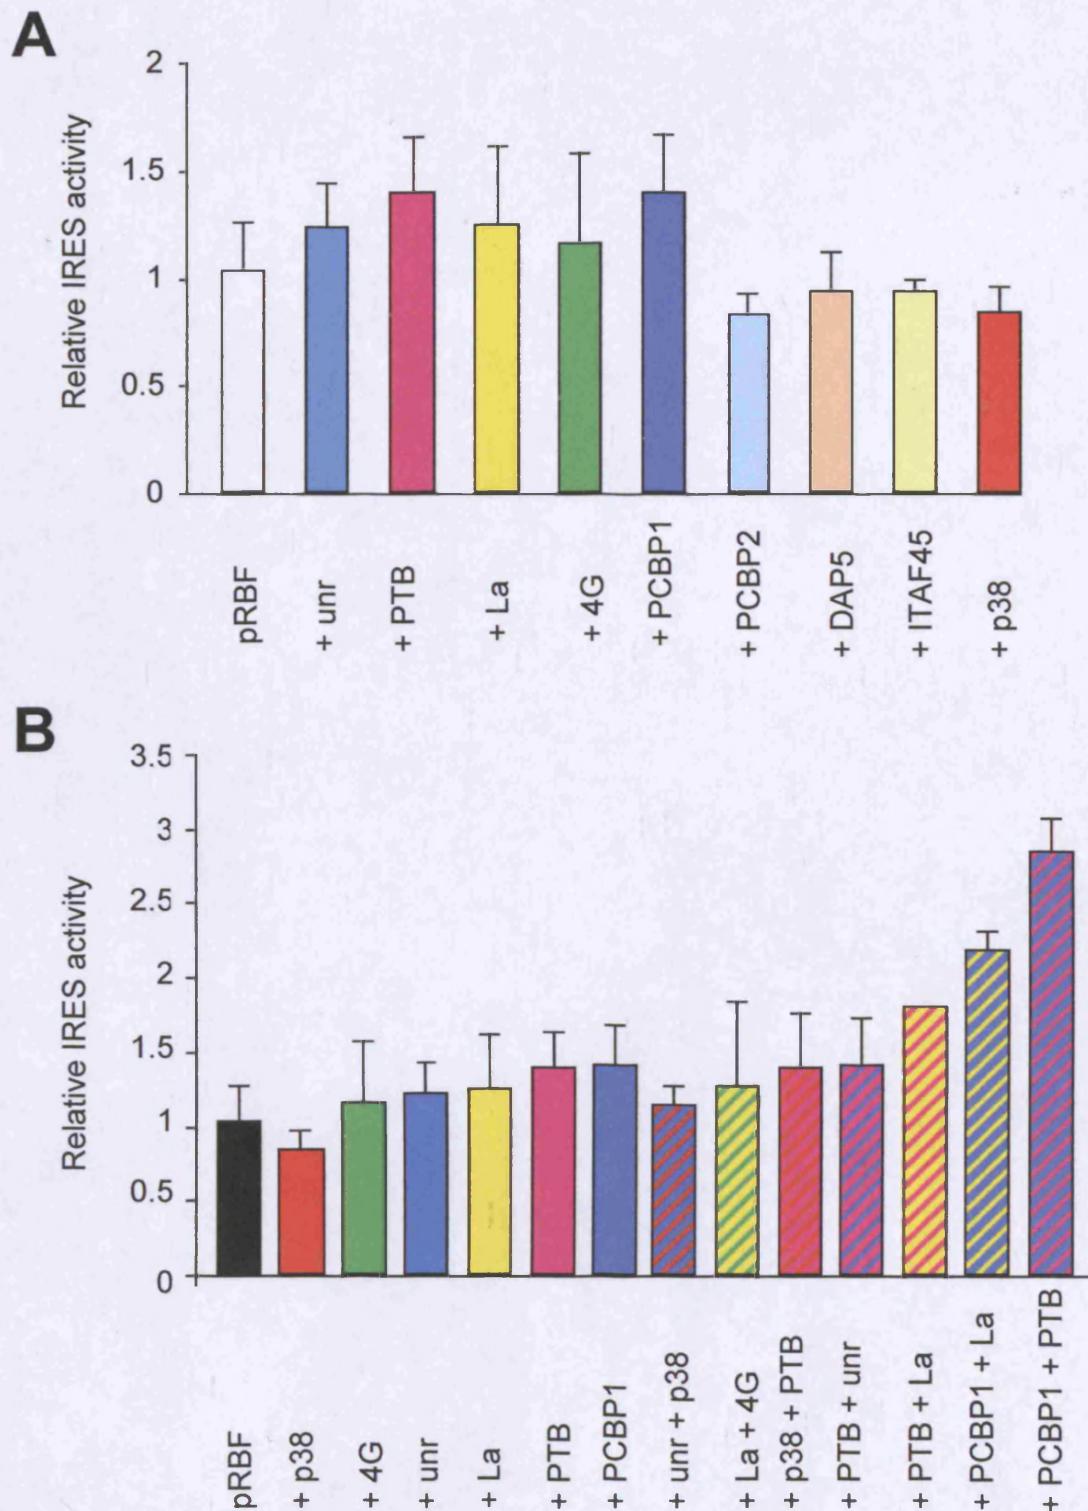 A
Relative IRES activity
2
1.5
1
0.5
0
pRBF
+ unr
+ PTB
+ La
+ 4G
+ PCBP1
+ PCBP2
+ DAP5
+ ITAF45
+ p38
B
Relative IRES activity
3.5
3
2.5
2
1.5
1
0.5
0
pRBF
+ p38
+ 4G
+ unr
+ La
+ PTB
+ PCBP1
+ unr + p38
+ La + 4G
+ p38 + PTB
+ PTB + unr
+ PTB + La
+ PCBP1 + La
+ PCBP1 + PTB